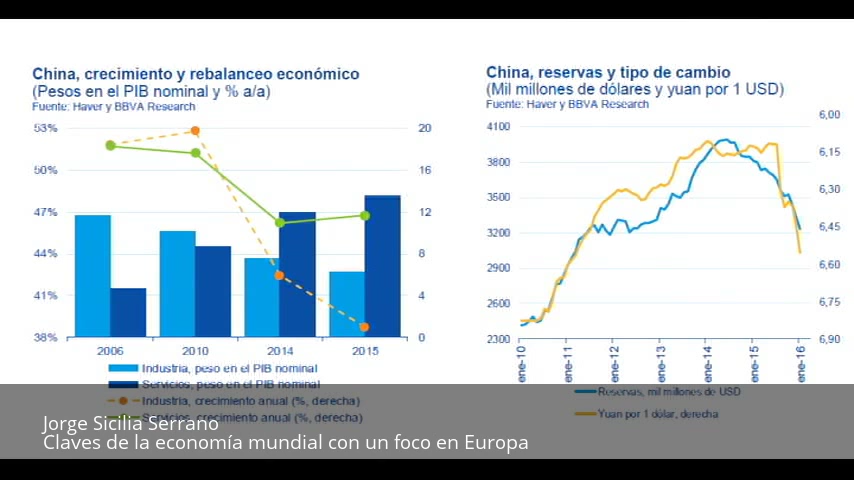 China, crecimiento y rebalanceo económico
(Pesos en el PIB nominal y % a/a)
Fuente: Haver y BBVA Research
53%
50%
47%
44%
41%
38%
20
16
12
8
4
0
2006
2010
2014
2015
Industria, peso en el PIB nominal
Servicios, peso en el PIB nominal
Industria, crecimiento anual (%, derecha)
Servicios, crecimiento anual (%, derecha)
China, reservas y tipo de cambio
(Mil millones de dólares y yuan por 1 USD)
Fuente: Haver y BBVA Research
4100
3800
3500
3200
2900
2600
2300
6,00
6,15
6,30
6,45
6,60
6,75
6,90
ene-10
ene-11
ene-12
ene-13
ene-14
ene-15
ene-16
Reservas, mil millones de USD
Yuan por 1 dólar, derecha
Jorge Sicilia Serrano
Claves de la economía mundial con un foco en Europa